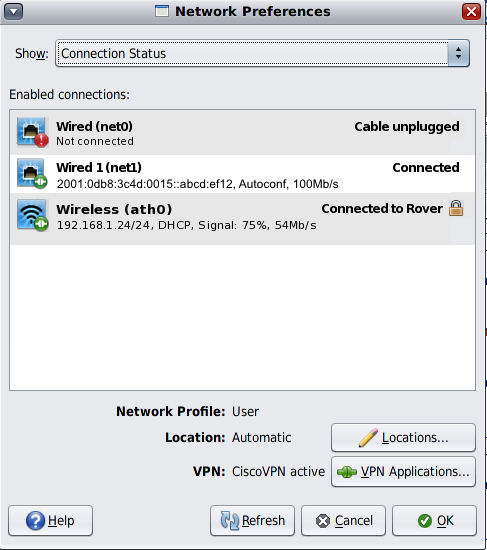 Network Preferences
Show: Connection Status
Enabled connections:
Wired (net0) Cable unplugged
Not connected
Wired 1 (net1) Connected
2001:0db8:3c4d:0015::abcd:ef12, Autoconf, 100Mb/s
Wireless (ath0) Connected to Rover
192.168.1.24/24, DHCP, Signal: 75%, 54Mb/s
Network Profile: User
Location: Automatic Locations...
VPN: CiscoVPN active VPN Applications...
Help Refresh Cancel OK